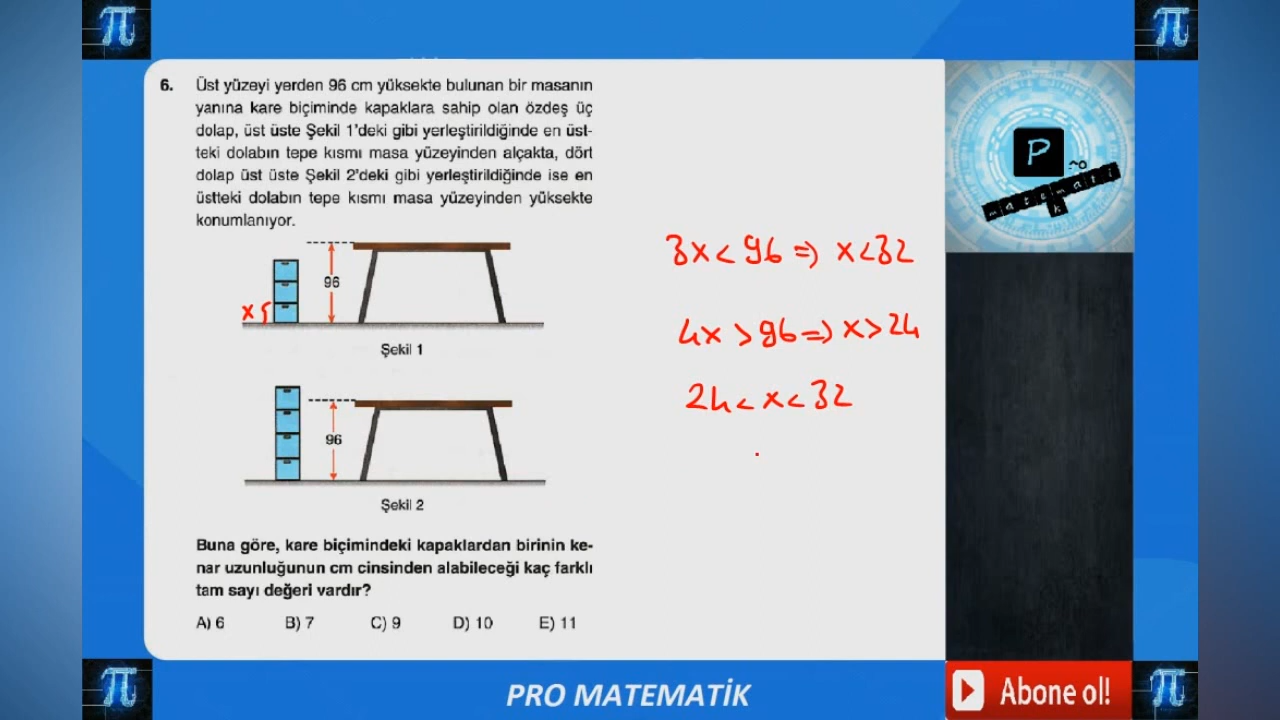 π
π
6. Üst yüzeyi yerden 96 cm yüksekte bulunan bir masanın
yanına kare biçiminde kapaklara sahip olan özdeş üç
dolap, üst üste Şekil 1'deki gibi yerleştirildiğinde en üst-
teki dolabın tepe kısmı masa yüzeyinden alçakta, dört
dolap üst üste Şekil 2'deki gibi yerleştirildiğinde ise en
üstteki dolabın tepe kısmı masa yüzeyinden yüksekte
konumlanıyor.
96
x
Şekil 1
96
Şekil 2
Buna göre, kare biçimindeki kapaklardan birinin ke-
nar uzunluğunun cm cinsinden alabileceği kaç farklı
tam sayı değeri vardır?
A) 6 B) 7 C) 9 D) 10 E) 11
3x < 96 => x < 32
4x > 96 => x > 24
24 < x < 32
P
ro
matematik
π
PRO MATEMATİK
Abone ol!
π